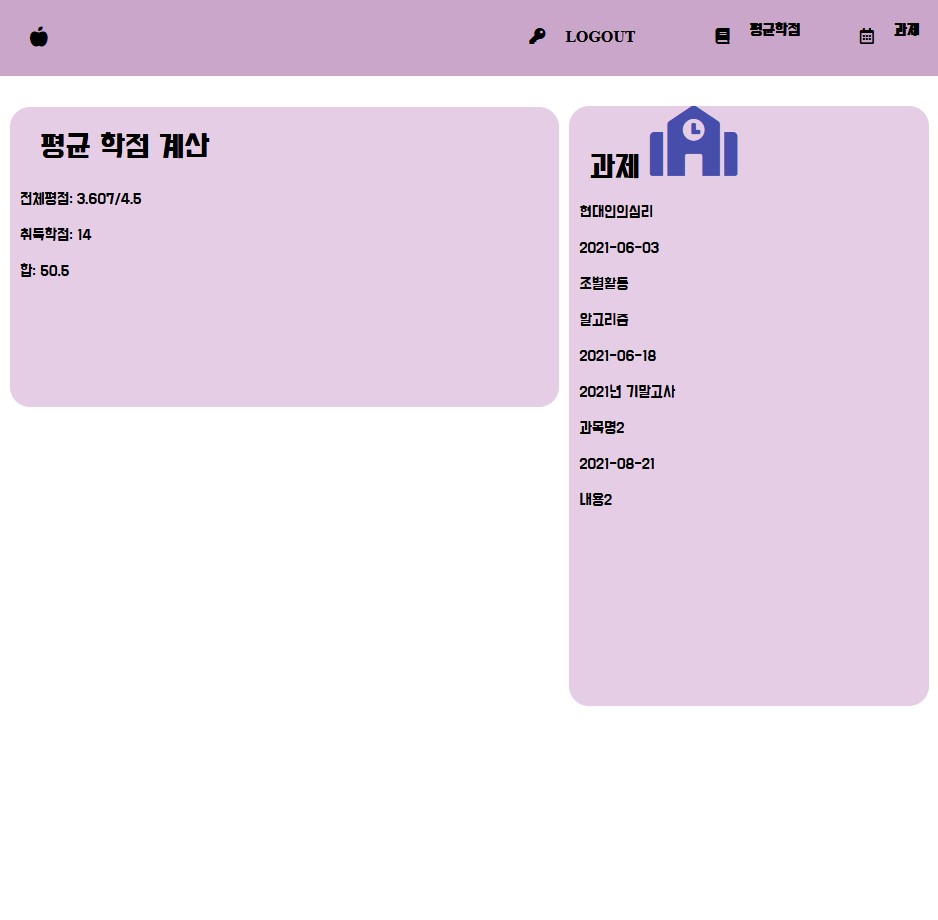 LOGOUT 평균학점 과제
평균 학점 계산
전체평점: 3.607/4.5
취득학점: 14
합: 50.5
과제
현대인의심리
2021-06-03
조별활동
알고리즘
2021-06-18
2021년 기말고사
과목명2
2021-08-21
내용2